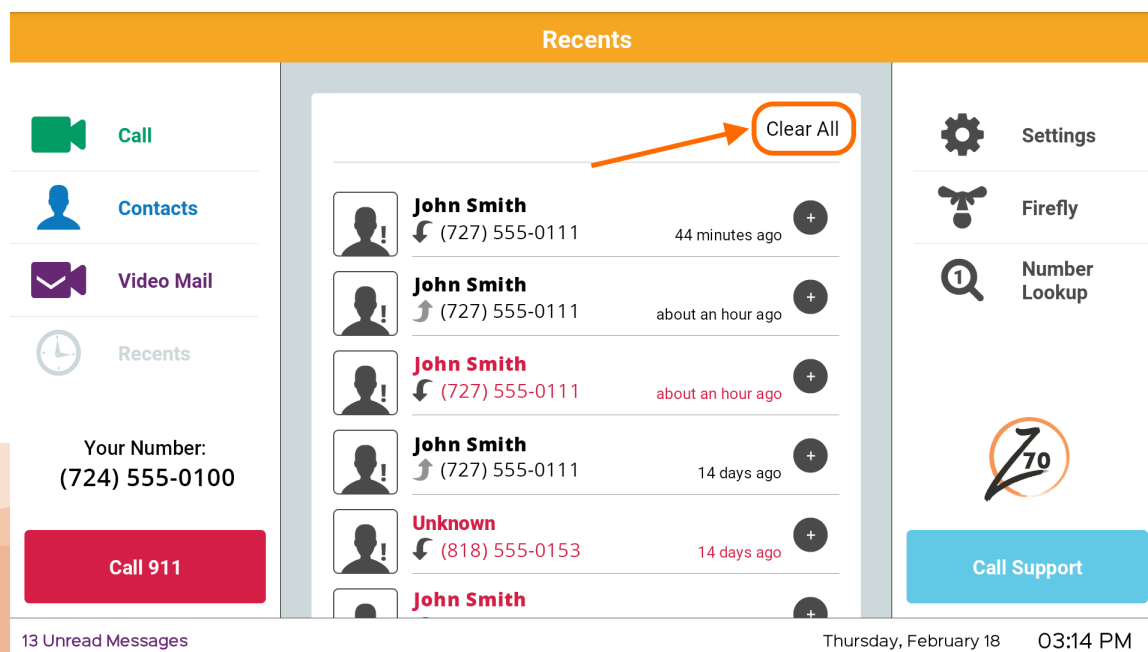 Recents
Call
Contacts
Video Mail
Recents
Your Number:
(724) 555-0100
Call 911
Clear All
John Smith
(727) 555-0111
44 minutes ago
+
John Smith
(727) 555-0111
about an hour ago
+
John Smith
(727) 555-0111
about an hour ago
+
John Smith
(727) 555-0111
14 days ago
+
Unknown
(818) 555-0153
14 days ago
+
John Smith
+
Settings
Firefly
1
Number
Lookup
Z70
Call Support
13 Unread Messages
Thursday, February 18
03:14 PM